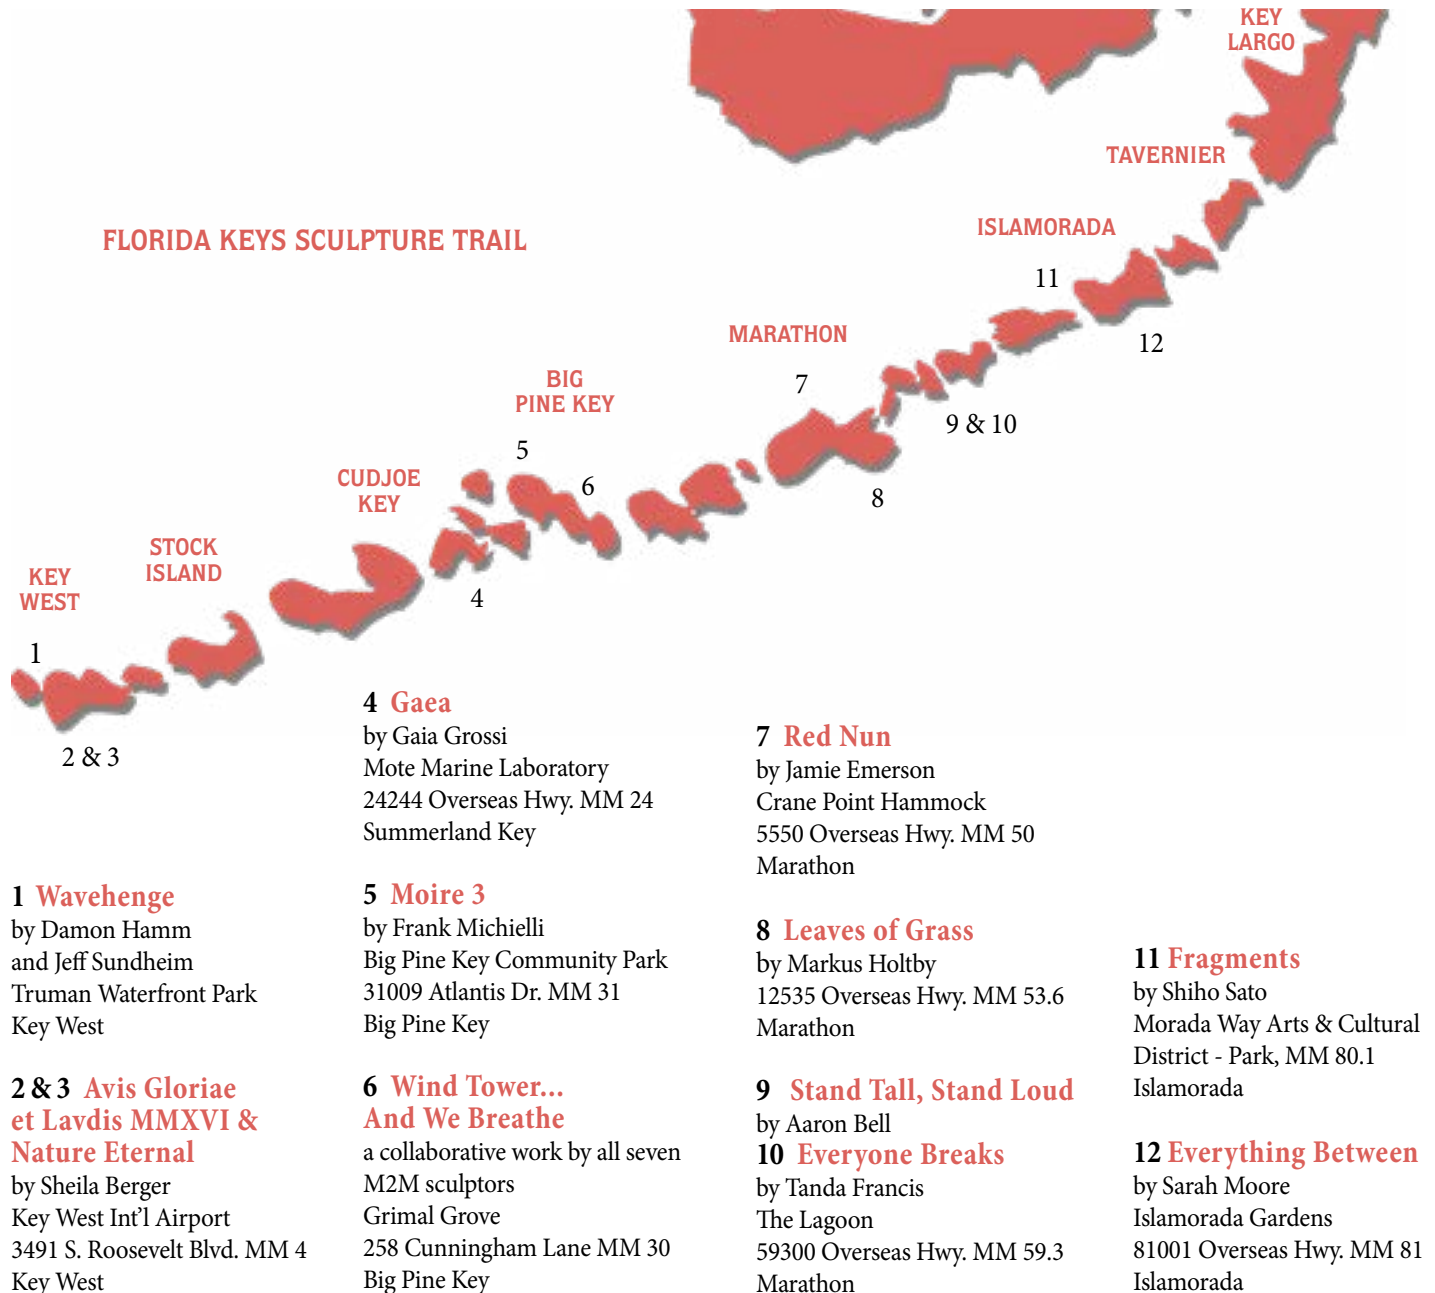 KEY
LARGO
TAVERNIER
FLORIDA KEYS SCULPTURE TRAIL
ISLAMORADA
11
12
MARATHON
7
9 & 10
8
BIG
PINE KEY
5
6
CUDJOE
KEY
4
STOCK
ISLAND
KEY
WEST
1
2 & 3
1 Wavehenge
by Damon Hamm
and Jeff Sundheim
Truman Waterfront Park
Key West
2 & 3 Avis Gloriae
et Lavdis MMXVI &
Nature Eternal
by Sheila Berger
Key West Int'l Airport
3491 S. Roosevelt Blvd. MM 4
Key West
4 Gaea
by Gaia Grossi
Mote Marine Laboratory
24244 Overseas Hwy. MM 24
Summerland Key
5 Moire 3
by Frank Michielli
Big Pine Key Community Park
31009 Atlantis Dr. MM 31
Big Pine Key
6 Wind Tower...
And We Breathe
a collaborative work by all seven
M2M sculptors
Grimal Grove
258 Cunningham Lane MM 30
Big Pine Key
7 Red Nun
by Jamie Emerson
Crane Point Hammock
5550 Overseas Hwy. MM 50
Marathon
8 Leaves of Grass
by Markus Holtby
12535 Overseas Hwy. MM 53.6
Marathon
9 Stand Tall, Stand Loud
by Aaron Bell
10 Everyone Breaks
by Tanda Francis
The Lagoon
59300 Overseas Hwy. MM 59.3
Marathon
11 Fragments
by Shiho Sato
Morada Way Arts & Cultural
District - Park, MM 80.1
Islamorada
12 Everything Between
by Sarah Moore
Islamorada Gardens
81001 Overseas Hwy. MM 81
Islamorada